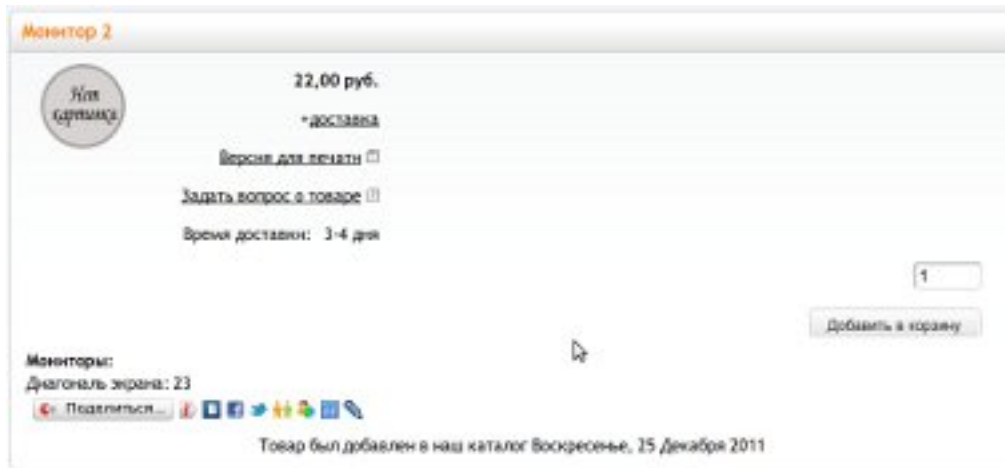 Монитор 2
Нет
картинки
22,00 руб.
+доставка
Версия для печати
Задать вопрос о товаре
Время доставки: 3-4 дня
1
Добавить в корзину
Мониторы:
Диагональ экрана: 23
Поделиться...
Товар был добавлен в наш каталог Воскресенье, 25 Декабря 2011